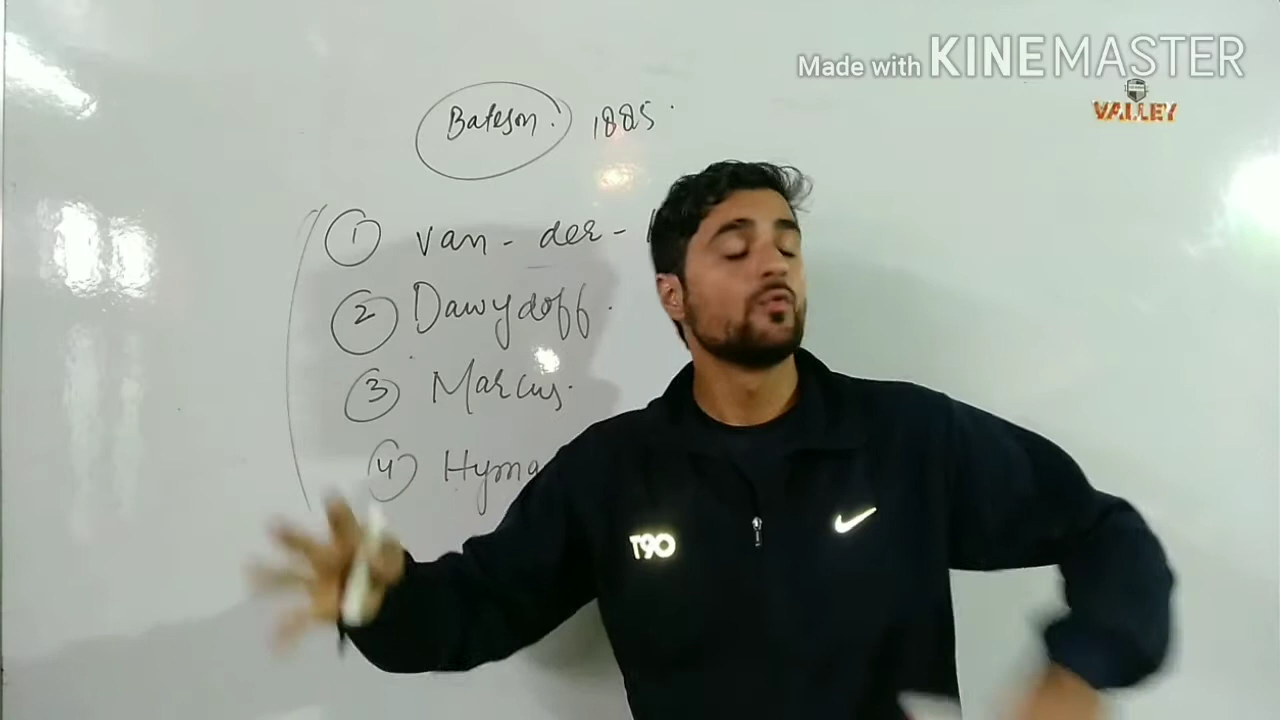 Made with KINEMASTER
VALLEY
Bateson. 1885.
1 van-der-
2 Dawydoff.
3 Marcus.
4 Hyma
T90